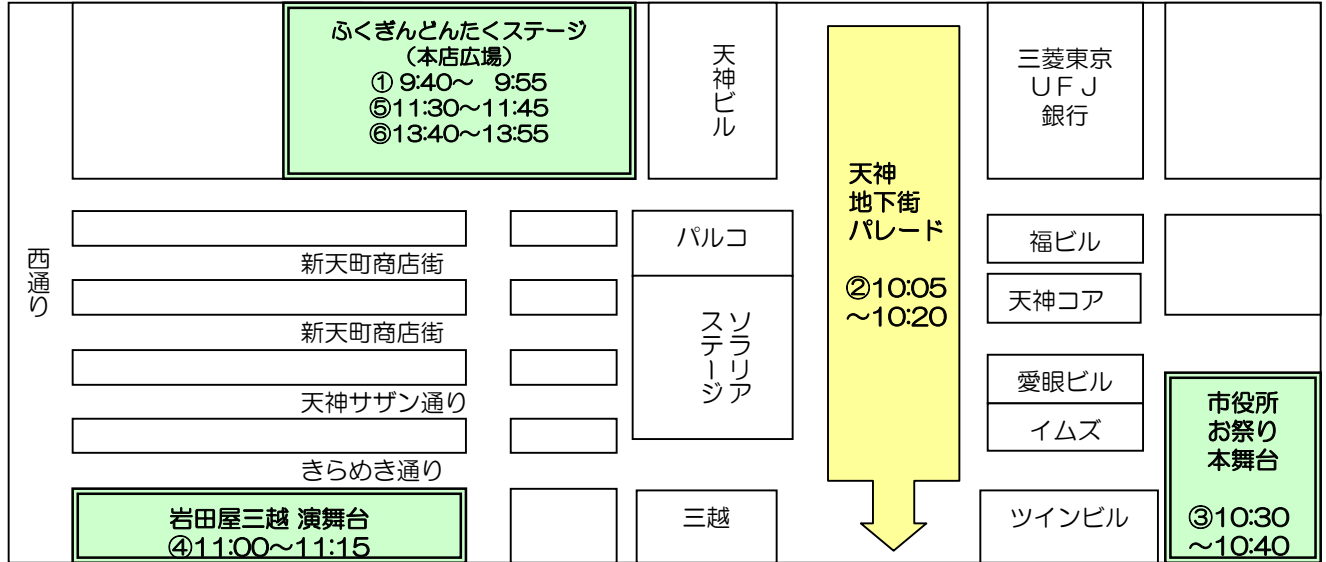 ふくぎんどんたくステージ
(本店広場)
① 9:40～ 9:55
⑤11:30～11:45
⑥13:40～13:55
天神ビル
三菱東京
ＵＦＪ
銀行
天神
地下街
パレード
②10:05
～10:20
西通り
新天町商店街
新天町商店街
天神サザン通り
きらめき通り
パルコ
ソラリア
ステージ
福ビル
天神コア
愛眼ビル
イムズ
市役所
お祭り
本舞台
③10:30
～10:40
岩田屋三越 演舞台
④11:00～11:15
三越
ツインビル